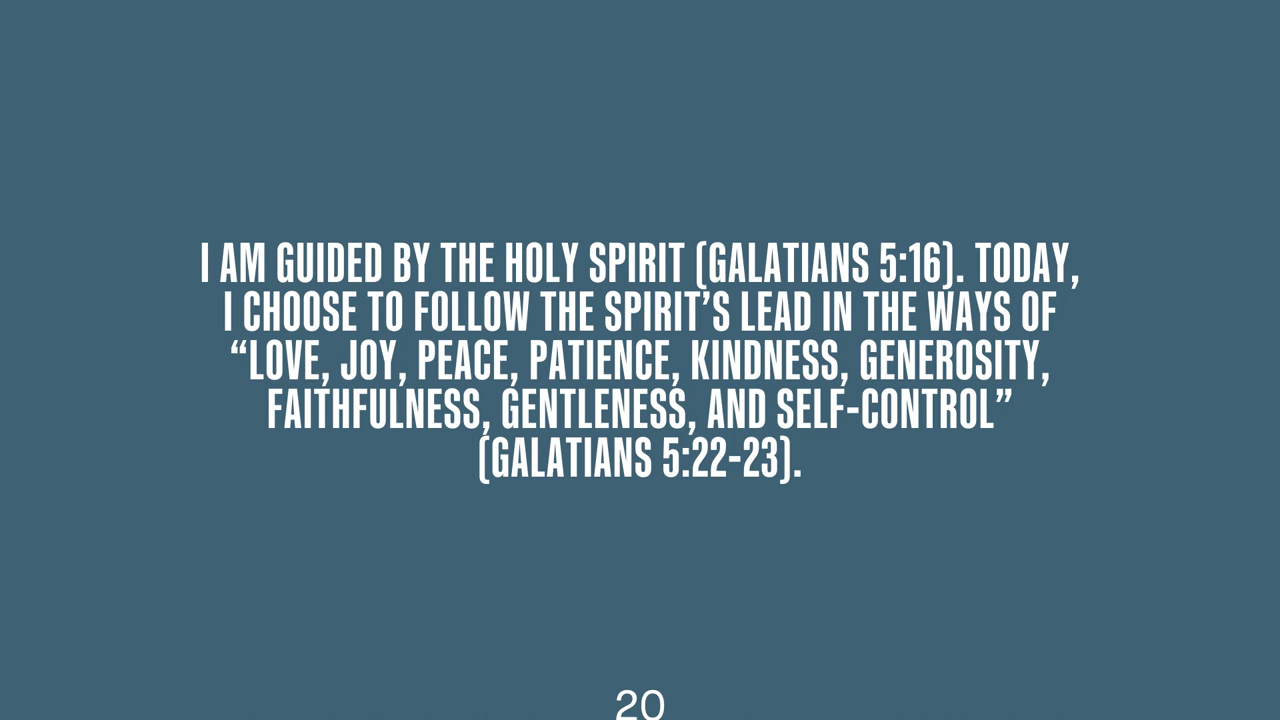 I AM GUIDED BY THE HOLY SPIRIT (GALATIANS 5:16). TODAY,
I CHOOSE TO FOLLOW THE SPIRIT’S LEAD IN THE WAYS OF
“LOVE, JOY, PEACE, PATIENCE, KINDNESS, GENEROSITY,
FAITHFULNESS, GENTLENESS, AND SELF-CONTROL”
(GALATIANS 5:22-23).
20